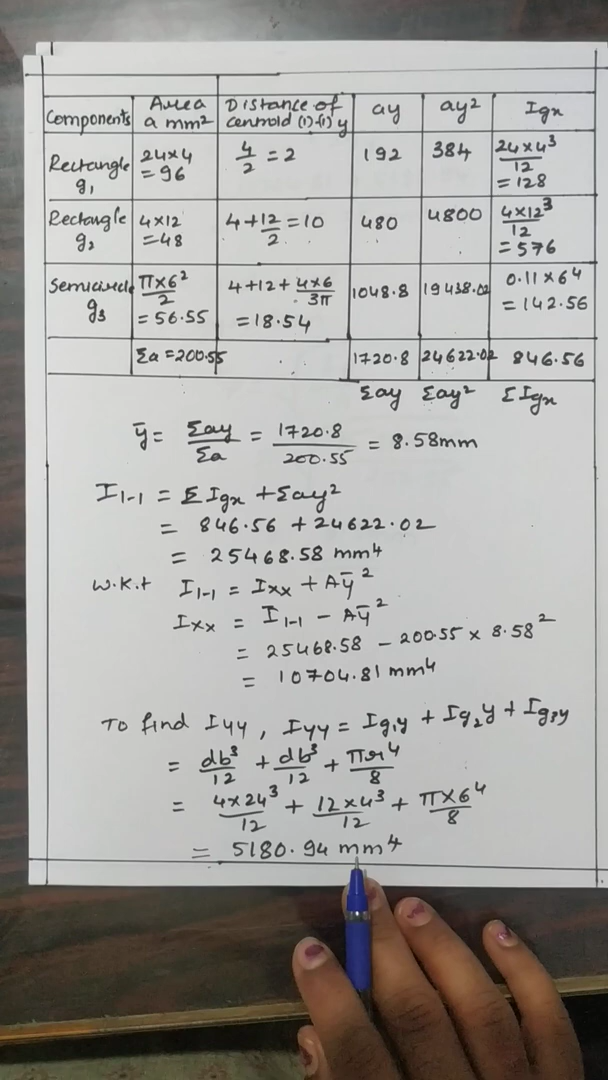 Components | Area a mm² | Distance of centroid (1)-(1) y | ay | ay² | Igx
Rectangle g₁ | 24×4 = 96 | 4/2 = 2 | 192 | 384 | 24×4³/12 = 128
Rectangle g₂ | 4×12 = 48 | 4+12/2 = 10 | 480 | 4800 | 4×12³/12 = 576
Semicircle g₃ | π×6²/2 = 56.55 | 4+12+4×6/3π = 18.54 | 1048.8 | 19438.02 | 0.11×6⁴ = 142.56
Σa = 200.55 | 1720.8 | 24622.02 | 846.56
Σay Σay² ΣIgx
ȳ = Σay/Σa = 1720.8/200.55 = 8.58mm
I₁₋₁ = ΣIgx + Σay²
= 846.56 + 24622.02
= 25468.58 mm⁴
W.K.t I₁₋₁ = Ixx + Aȳ²
Ixx = I₁₋₁ − Aȳ²
= 25468.58 − 200.55 × 8.58²
= 10704.81 mm⁴
To find Iyy, Iyy = Ig₁y + Ig₂y + Ig₃y
= db³/12 + db³/12 + πr⁴/8
= 4×24³/12 + 12×4³/12 + π×6⁴/8
= 5180.94 mm⁴